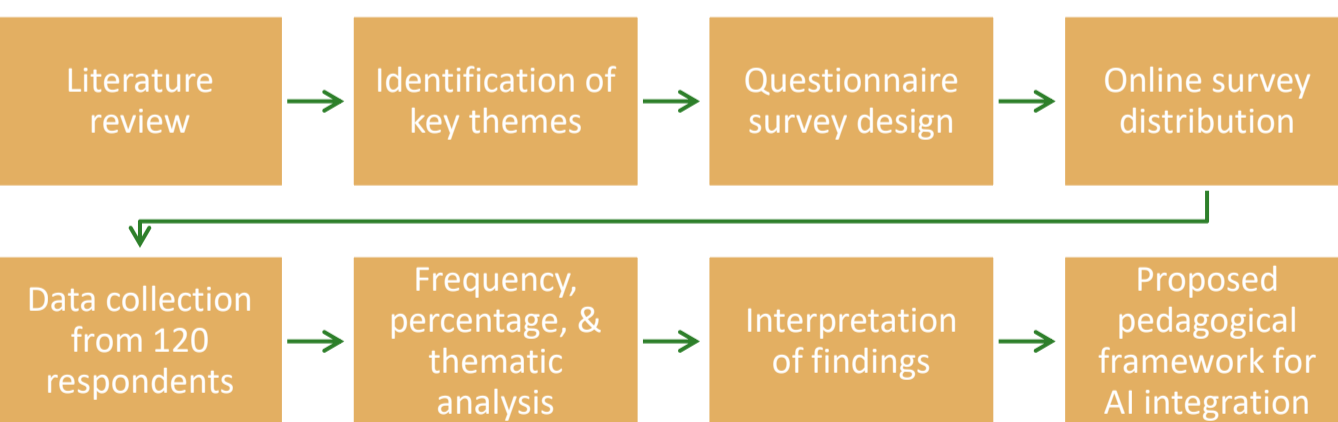 Literature
review
Identification of
key themes
Questionnaire
survey design
Online survey
distribution
Data collection
from 120
respondents
Frequency,
percentage, &
thematic
analysis
Interpretation
of findings
Proposed
pedagogical
framework for
AI integration